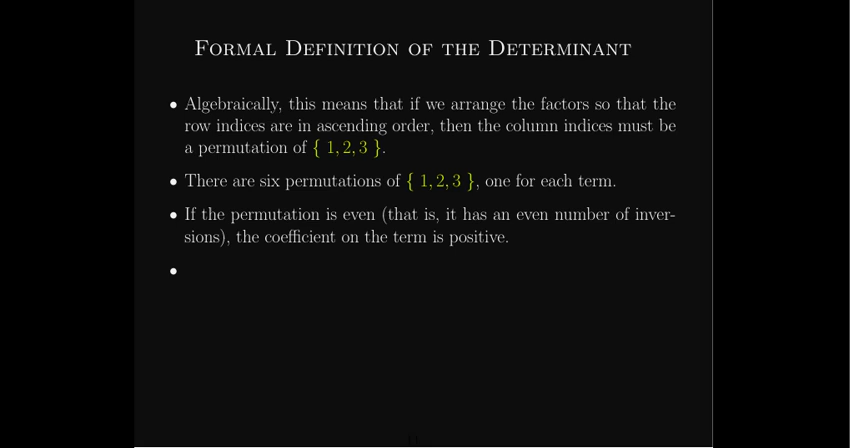 Formal Definition of the Determinant
• Algebraically, this means that if we arrange the factors so that the
row indices are in ascending order, then the column indices must be
a permutation of { 1, 2, 3 }.
• There are six permutations of { 1, 2, 3 }, one for each term.
• If the permutation is even (that is, it has an even number of inver-
sions), the coefficient on the term is positive.
•